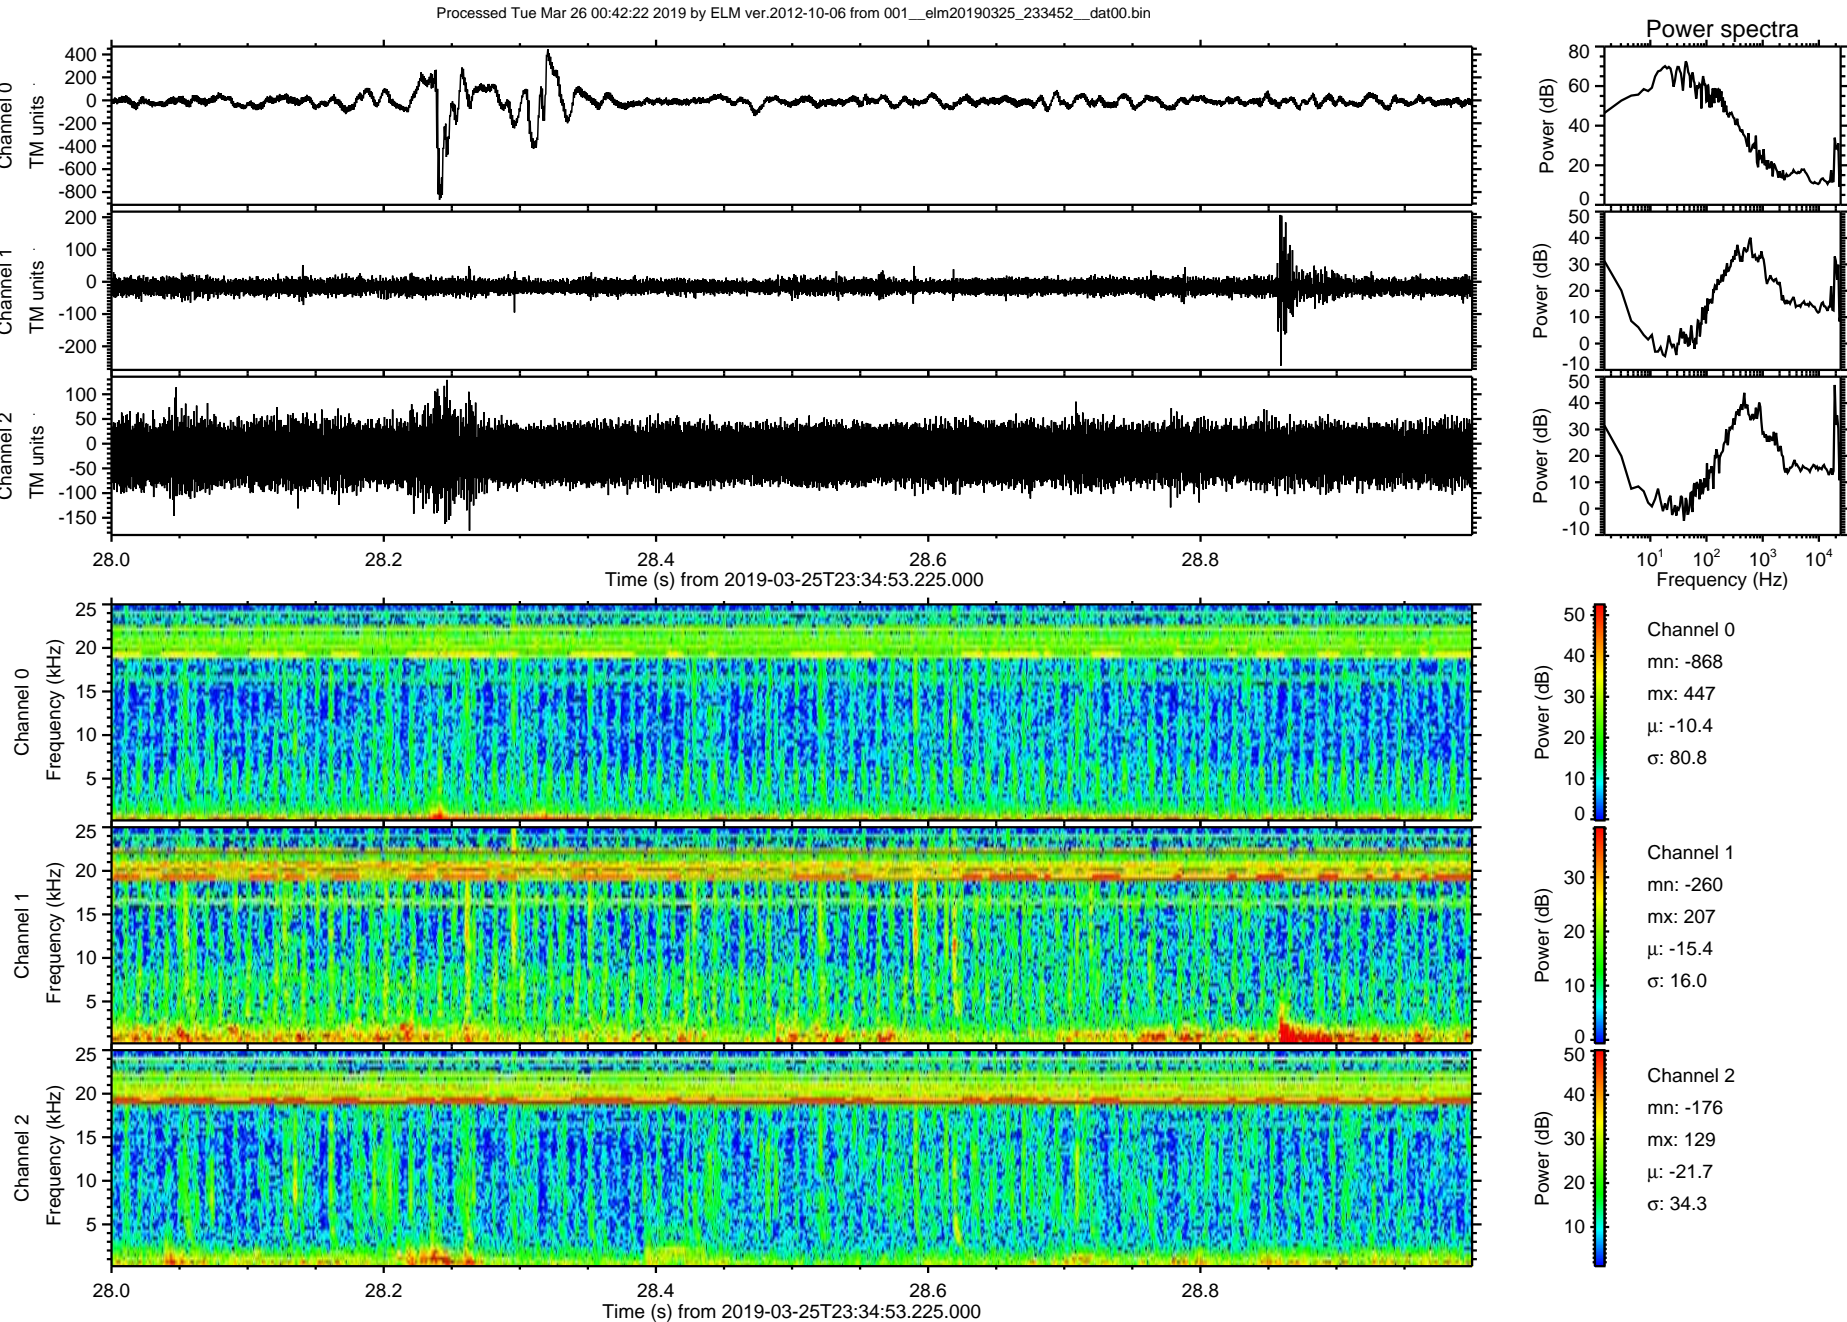 Processed Tue Mar 26 00:42:22 2019 by ELM ver.2012-10-06 from 001__elm20190325_233452__dat00.bin
Power spectra
Channel 0
TM units
400
200
0
-200
-400
-600
-800
Power (dB)
80
60
40
20
0
Channel 1
TM units
200
100
0
-100
-200
Power (dB)
50
40
30
20
10
0
-10
Channel 2
TM units
100
50
0
-50
-100
-150
Power (dB)
50
40
30
20
10
0
-10
28.0 28.2 28.4 28.6 28.8
Time (s) from 2019-03-25T23:34:53.225.000
10^1 10^2 10^3 10^4
Frequency (Hz)
Channel 0
Frequency (kHz)
25
20
15
10
5
Power (dB)
50
40
30
20
10
0
Channel 0
mn: -868
mx: 447
μ: -10.4
σ: 80.8
Channel 1
Frequency (kHz)
25
20
15
10
5
Power (dB)
30
20
10
0
Channel 1
mn: -260
mx: 207
μ: -15.4
σ: 16.0
Channel 2
Frequency (kHz)
25
20
15
10
5
Power (dB)
50
40
30
20
10
Channel 2
mn: -176
mx: 129
μ: -21.7
σ: 34.3
28.0 28.2 28.4 28.6 28.8
Time (s) from 2019-03-25T23:34:53.225.000